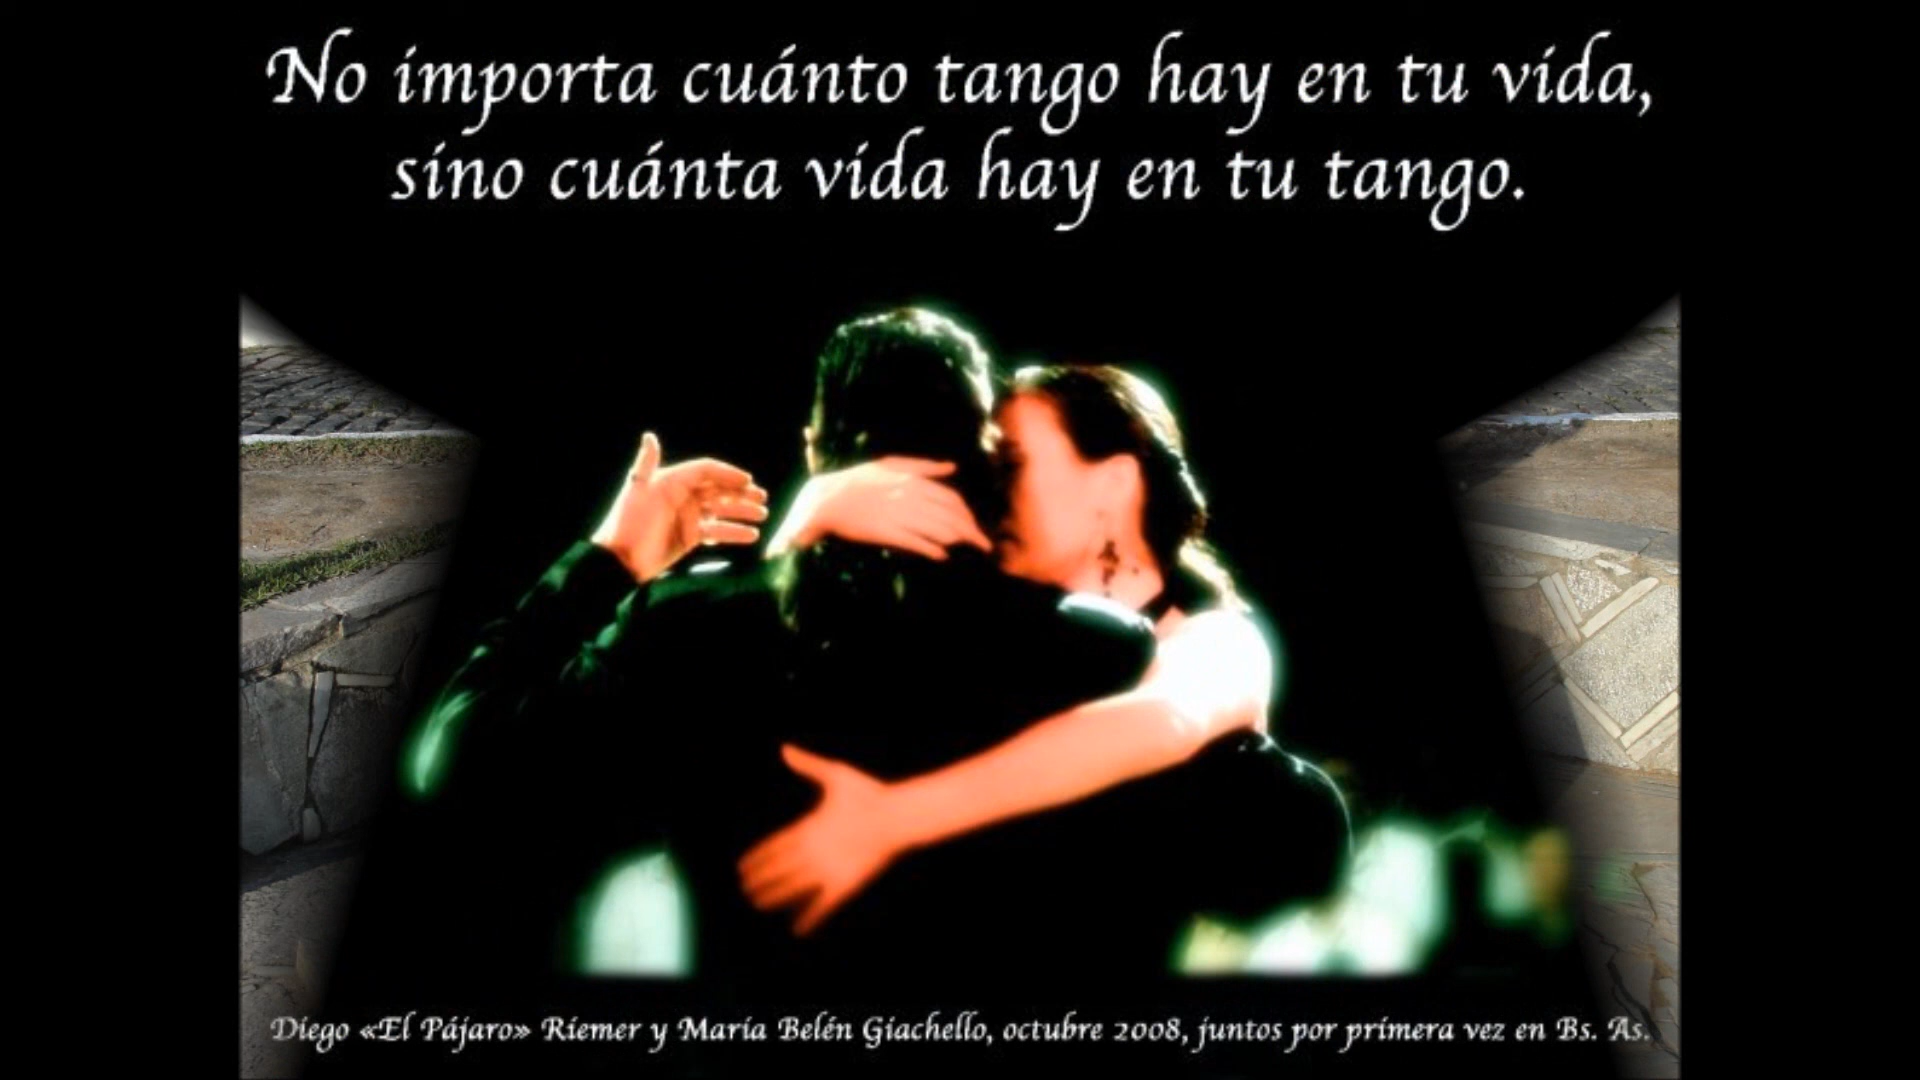 No importa cuánto tango hay en tu vida,
sino cuánta vida hay en tu tango.
Diego «El Pájaro» Riemer y María Belén Giachello, octubre 2008, juntos por primera vez en Bs. As.